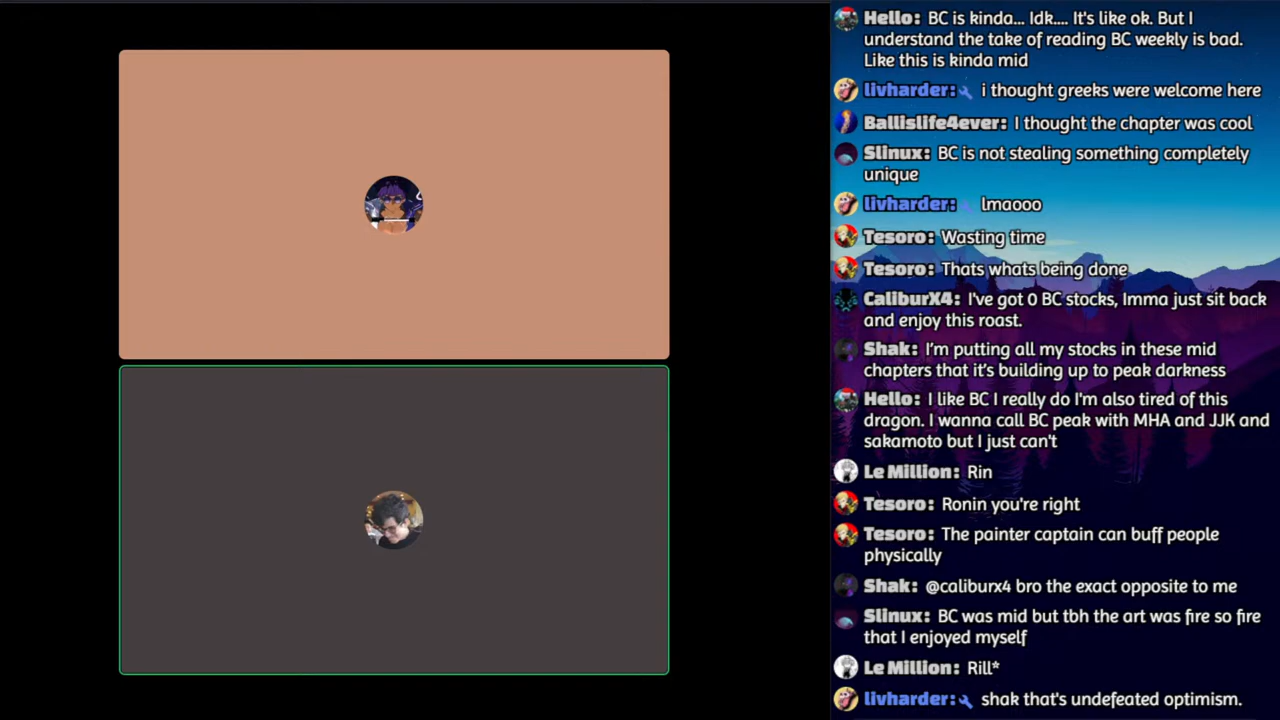 Hello: BC is kinda... Idk.... It's like ok. But I
understand the take of reading BC weekly is bad.
Like this is kinda mid
livharder: i thought greeks were welcome here
Ballislife4ever: I thought the chapter was cool
Slinux: BC is not stealing something completely
unique
livharder: lmaooo
Tesoro: Wasting time
Tesoro: Thats whats being done
CaliburX4: I've got 0 BC stocks, Imma just sit back
and enjoy this roast.
Shak: I’m putting all my stocks in these mid
chapters that it’s building up to peak darkness
Hello: I like BC I really do I'm also tired of this
dragon. I wanna call BC peak with MHA and JJK and
sakamoto but I just can't
Le Million: Rin
Tesoro: Ronin you're right
Tesoro: The painter captain can buff people
physically
Shak: @caliburx4 bro the exact opposite to me
Slinux: BC was mid but tbh the art was fire so fire
that I enjoyed myself
Le Million: Rill*
livharder: shak that's undefeated optimism.